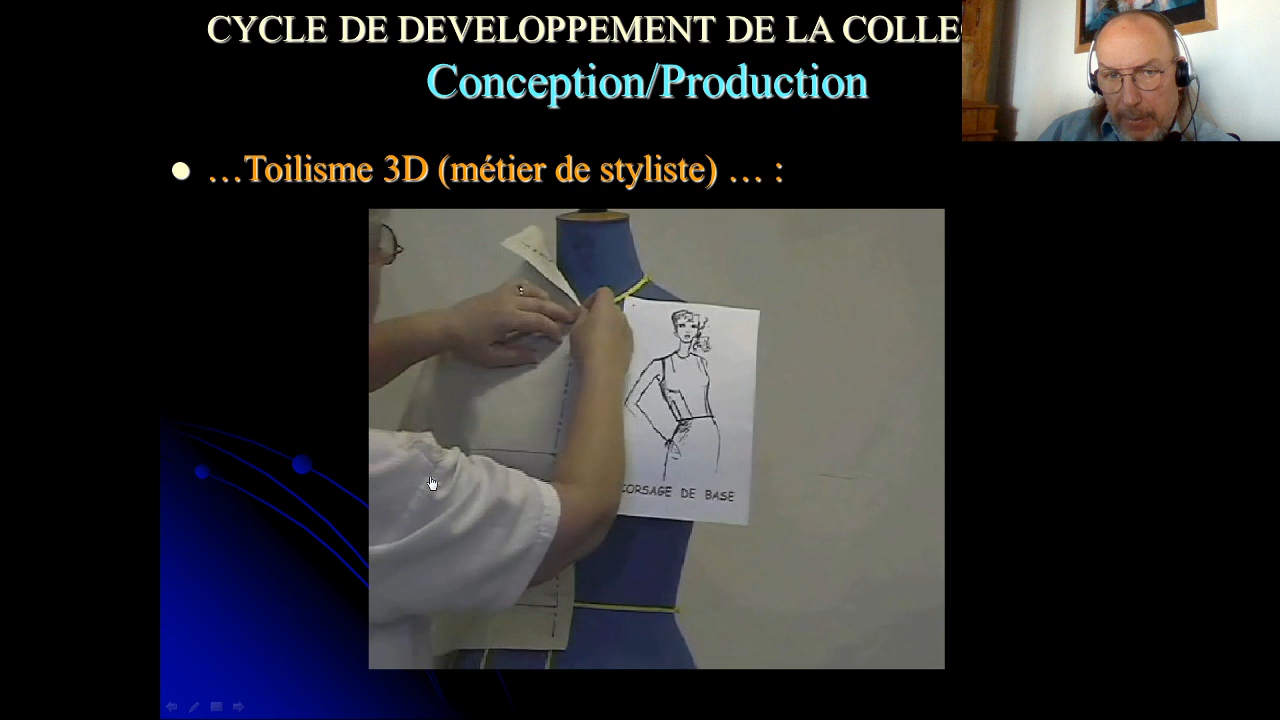 CYCLE DE DEVELOPPEMENT DE LA COLLE
Conception/Production
…Toilisme 3D (métier de styliste) … :
CORSAGE DE BASE